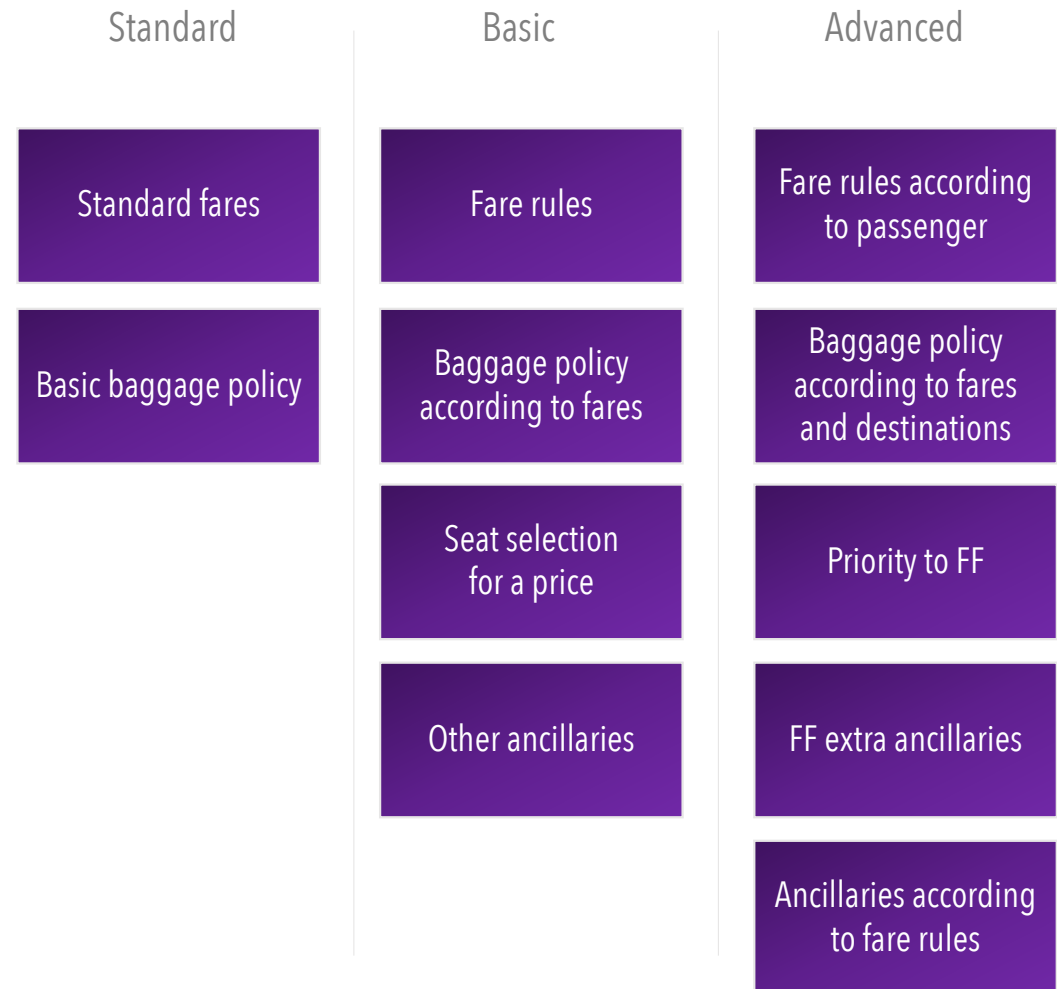 Standard
Basic
Advanced
Standard fares
Fare rules
Fare rules according
to passenger
Basic baggage policy
Baggage policy
according to fares
Baggage policy
according to fares
and destinations
Seat selection
for a price
Priority to FF
Other ancillaries
FF extra ancillaries
Ancillaries according
to fare rules